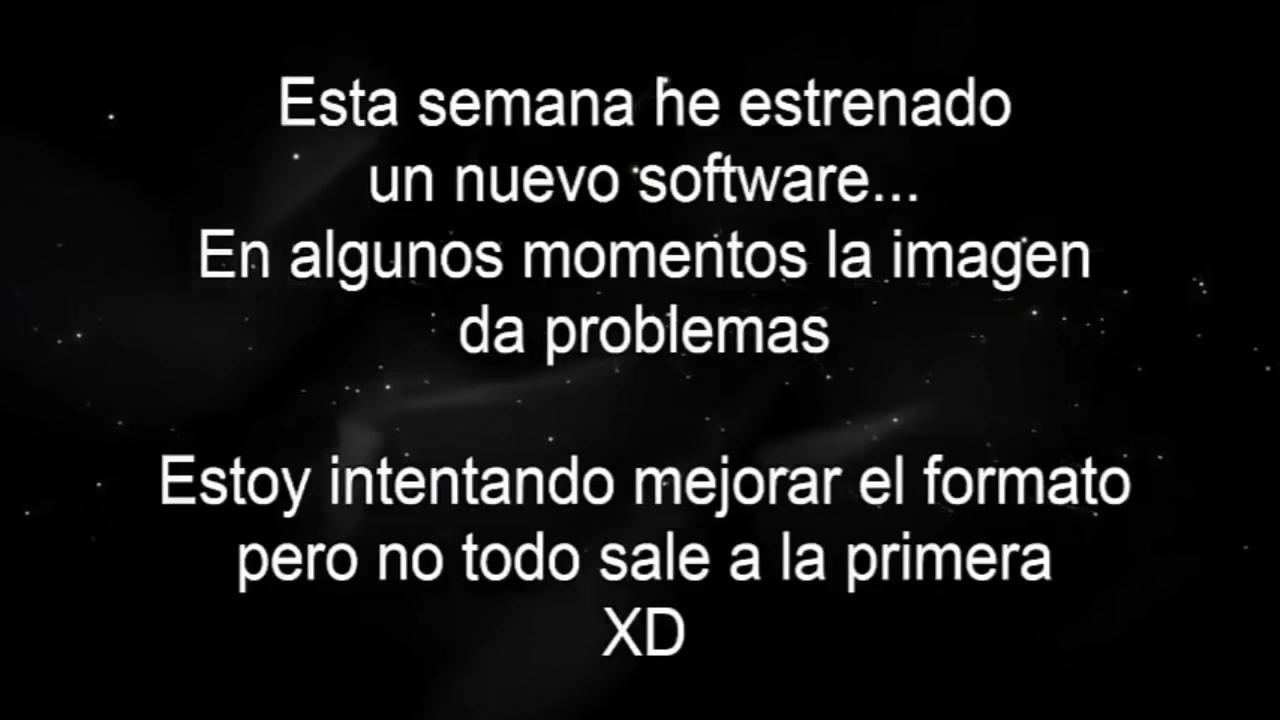 Esta semana he estrenado
un nuevo software...
En algunos momentos la imagen
da problemas
Estoy intentando mejorar el formato
pero no todo sale a la primera
XD